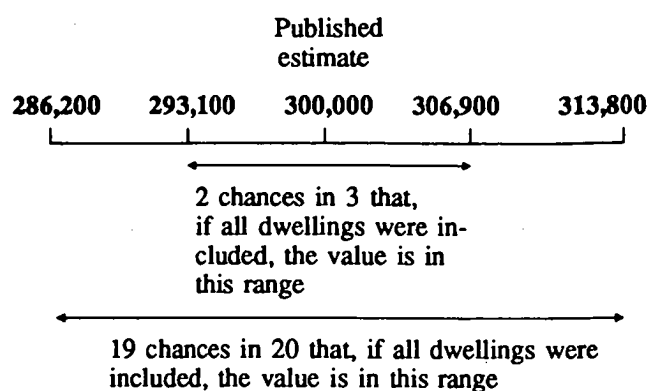 Published
estimate
286,200 293,100 300,000 306,900 313,800
2 chances in 3 that,
if all dwellings were in-
cluded, the value is in
this range
19 chances in 20 that, if all dwellings were
included, the value is in this range